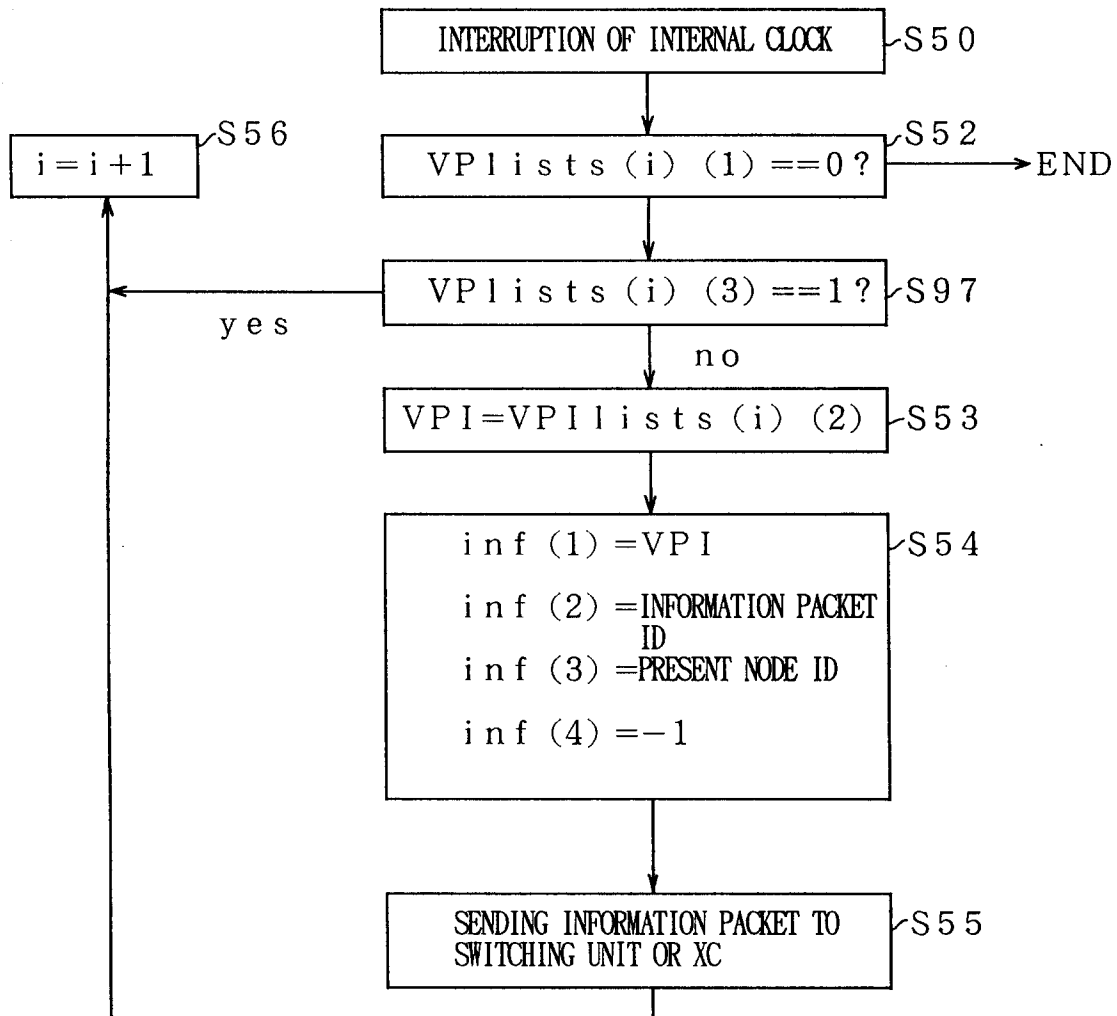 INTERRUPTION OF INTERNAL CLOCK
S50
S56
i=i+1
VPlists(i) (1)==0?
S52
END
VPlists(i) (3)==1?
S97
yes
no
VPI=VPIlists(i) (2)
S53
inf(1)=VPI
S54
inf(2)=INFORMATION PACKET
ID
inf(3)=PRESENT NODE ID
inf(4)=-1
SENDING INFORMATION PACKET TO
SWITCHING UNIT OR XC
S55